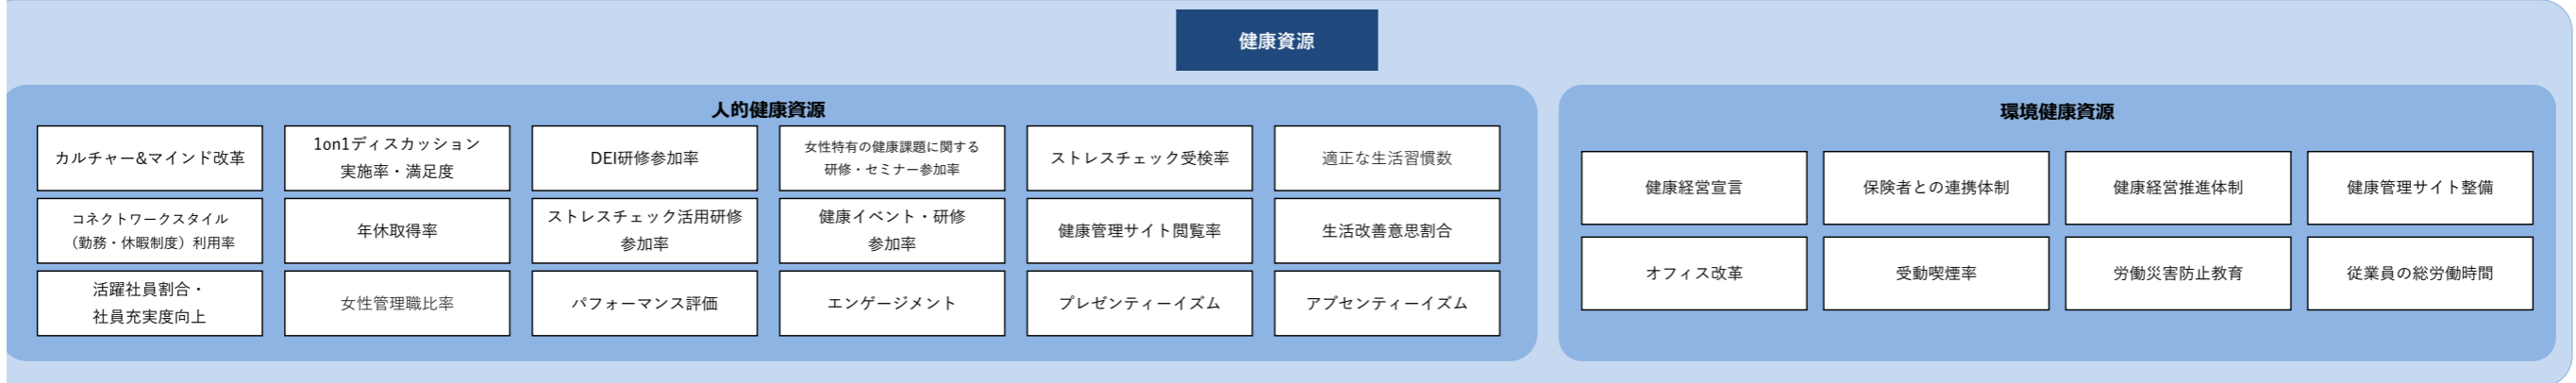 健康資源
人的健康資源
カルチャー&マインド改革
1on1ディスカッション
実施率・満足度
DEI研修参加率
女性特有の健康課題に関する
研修・セミナー参加率
ストレスチェック受検率
適正な生活習慣数
コネクトワークスタイル
（勤務・休暇制度）利用率
年休取得率
ストレスチェック活用研修
参加率
健康イベント・研修
参加率
健康管理サイト閲覧率
生活改善意思割合
活躍社員割合・
社員充実度向上
女性管理職比率
パフォーマンス評価
エンゲージメント
プレゼンティーイズム
アブセンティーイズム
環境健康資源
健康経営宣言
保険者との連携体制
健康経営推進体制
健康管理サイト整備
オフィス改革
受動喫煙率
労働災害防止教育
従業員の総労働時間